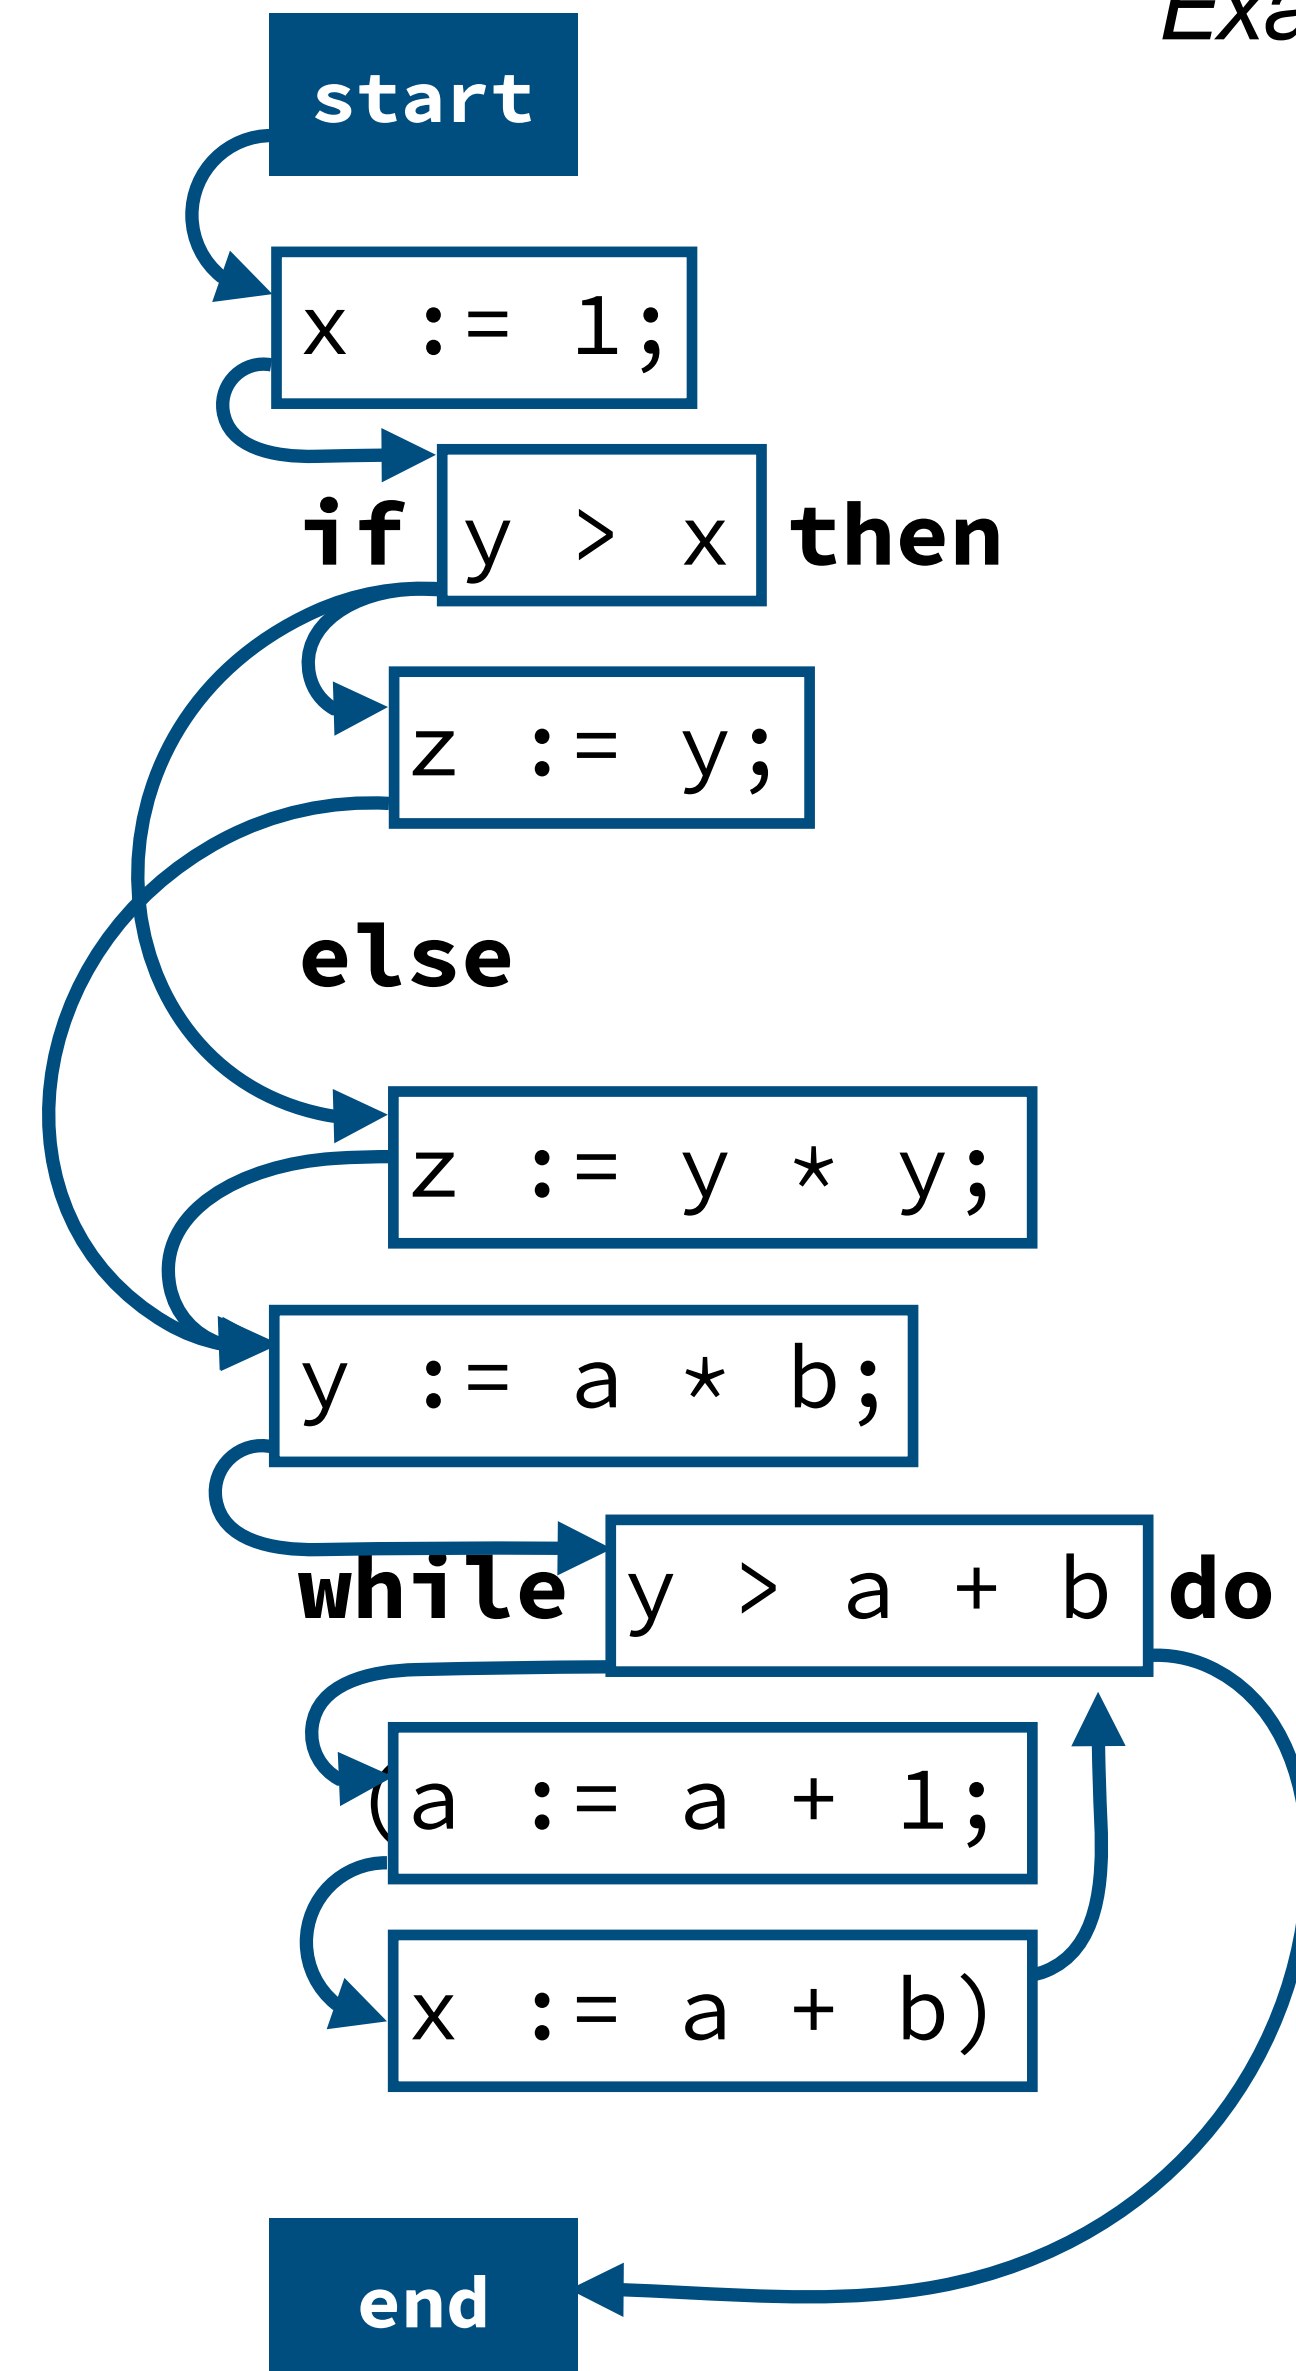 start
x := 1;
if y > x then
z := y;
else
z := y * y;
y := a * b;
while y > a + b do
(a := a + 1;
x := a + b)
end